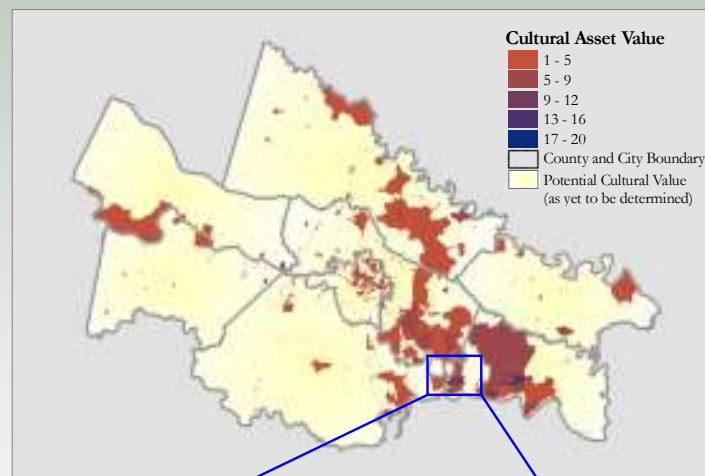 Cultural Asset Value
1 - 5
5 - 9
9 - 12
13 - 16
17 - 20
County and City Boundary
Potential Cultural Value
(as yet to be determined)